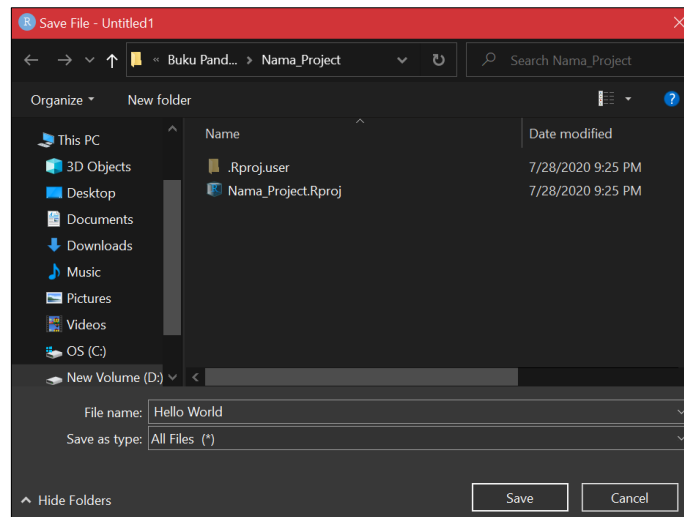 R Save File - Untitled1
« Buku Pand... > Nama_Project
Search Nama_Project
Organize
New folder
?
Name
Date modified
This PC
3D Objects
Desktop
Documents
Downloads
Music
Pictures
Videos
OS (C:)
New Volume (D:)
.Rproj.user 7/28/2020 9:25 PM
Nama_Project.Rproj 7/28/2020 9:25 PM
File name: Hello World
Save as type: All Files (*)
Hide Folders
Save
Cancel